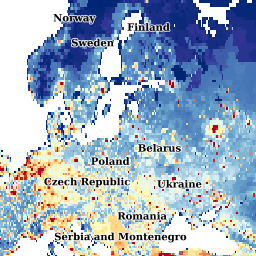 Norway
Finland
Sweden
Belarus
Poland
Czech Republic
Ukraine
Romania
Serbia and Montenegro